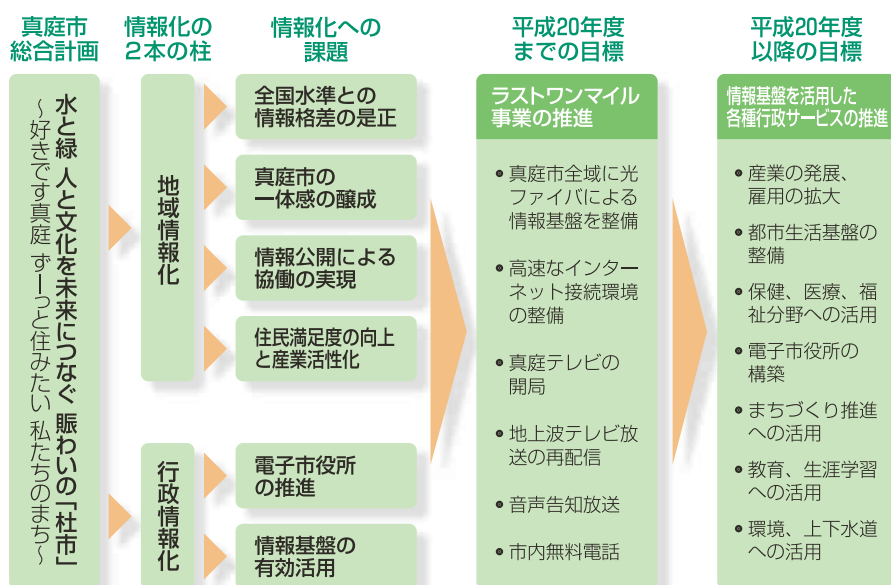 真庭市
総合計画
水と緑 人と文化を未来につなぐ 賑わいの「杜市」
～好きです真庭 ずーっと住みたい 私たちのまち～
情報化の
2本の柱
地域情報化
行政情報化
情報化への
課題
全国水準との
情報格差の是正
真庭市の
一体感の醸成
情報公開による
協働の実現
住民満足度の向上
と産業活性化
電子市役所
の推進
情報基盤の
有効活用
平成20年度
までの目標
ラストワンマイル
事業の推進
•真庭市全域に光
ファイバによる
情報基盤を整備
•高速なインター
ネット接続環境
の整備
•真庭テレビの
開局
•地上波テレビ放
送の再配信
•音声告知放送
•市内無料電話
平成20年度
以降の目標
情報基盤を活用した
各種行政サービスの推進
•産業の発展、
雇用の拡大
•都市生活基盤の
整備
•保健、医療、福
祉分野への活用
•電子市役所の
構築
•まちづくり推進
への活用
•教育、生涯学習
への活用
•環境、上下水道
への活用